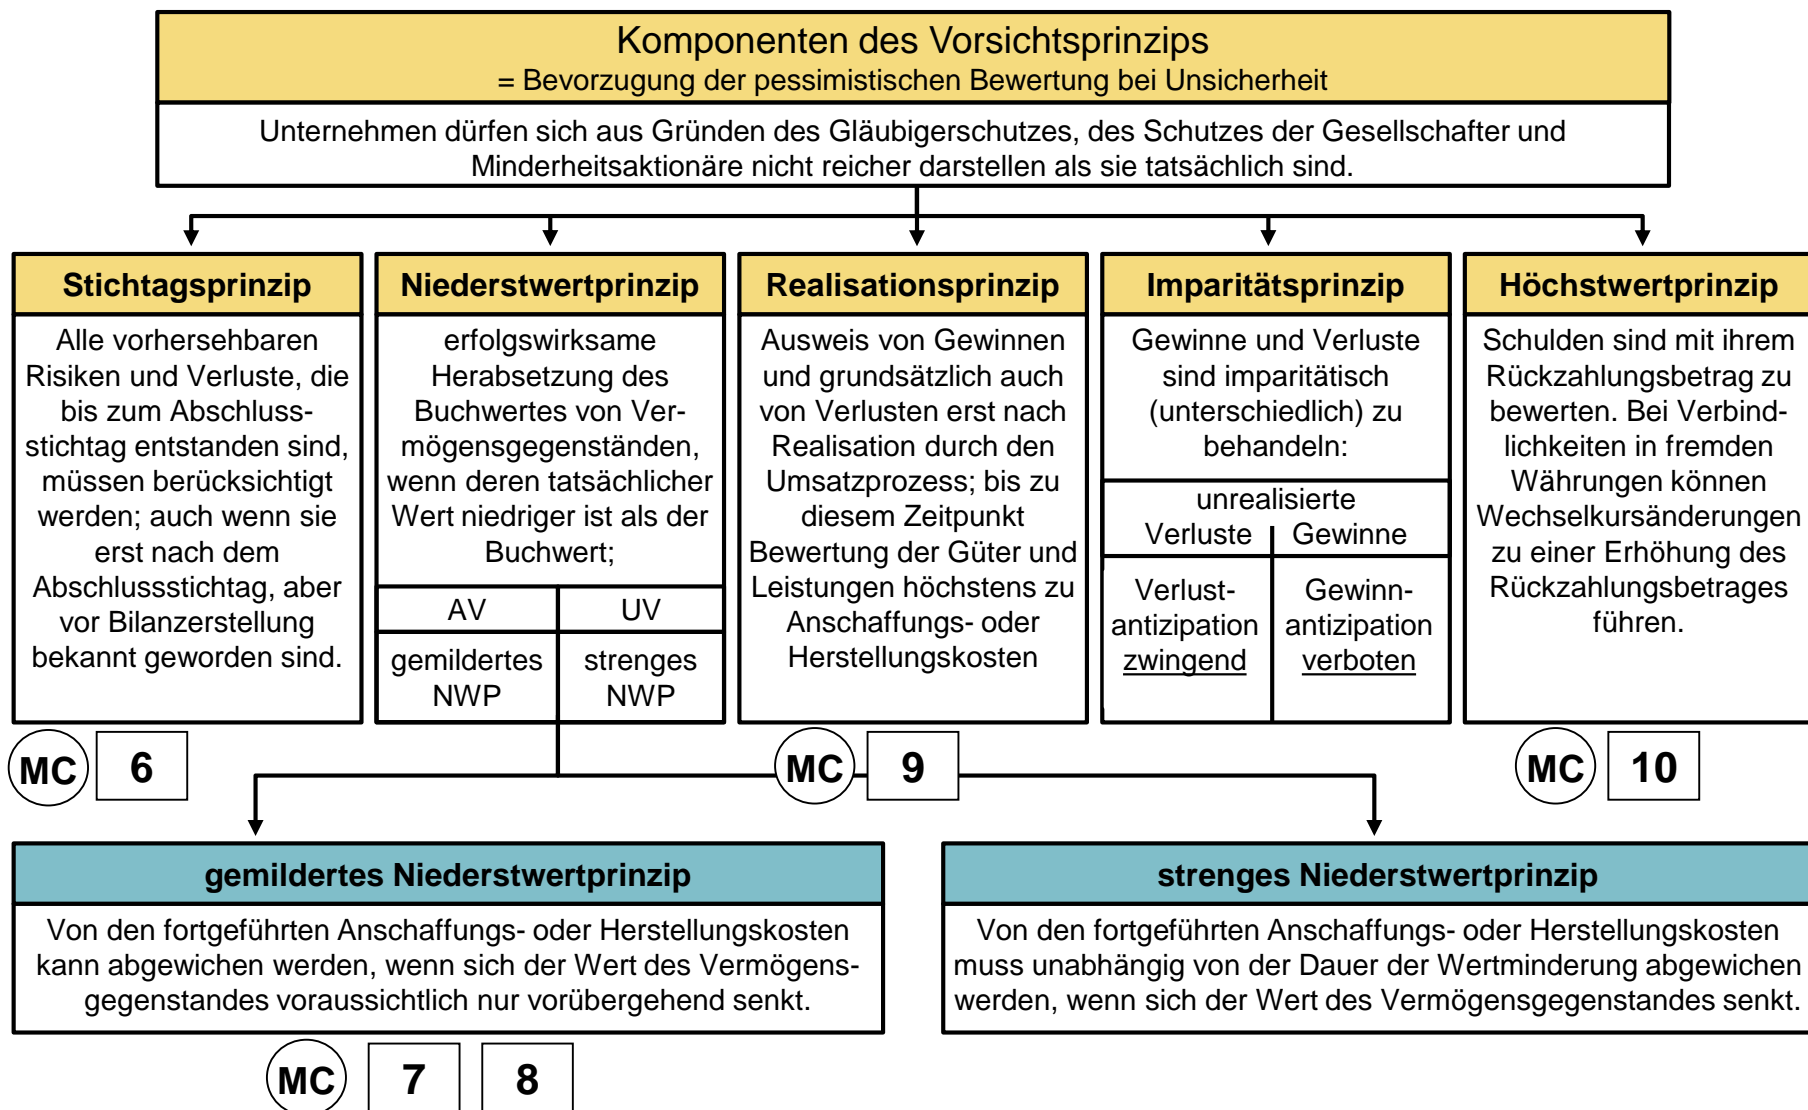 Komponenten des Vorsichtsprinzips
= Bevorzugung der pessimistischen Bewertung bei Unsicherheit
Unternehmen dürfen sich aus Gründen des Gläubigerschutzes, des Schutzes der Gesellschafter und
Minderheitsaktionäre nicht reicher darstellen als sie tatsächlich sind.
Stichtagsprinzip
Alle vorhersehbaren
Risiken und Verluste, die
bis zum Abschluss-
stichtag entstanden sind,
müssen berücksichtigt
werden; auch wenn sie
erst nach dem
Abschlussstichtag, aber
vor Bilanzerstellung
bekannt geworden sind.
Niederstwertprinzip
erfolgswirksame
Herabsetzung des
Buchwertes von Ver-
mögensgegenständen,
wenn deren tatsächlicher
Wert niedriger ist als der
Buchwert;
AV UV
gemildertes strenges
NWP NWP
Realisationsprinzip
Ausweis von Gewinnen
und grundsätzlich auch
von Verlusten erst nach
Realisation durch den
Umsatzprozess; bis zu
diesem Zeitpunkt
Bewertung der Güter und
Leistungen höchstens zu
Anschaffungs- oder
Herstellungskosten
Imparitätsprinzip
Gewinne und Verluste
sind imparitätisch
(unterschiedlich) zu
behandeln:
unrealisierte
Verluste Gewinne
Verlust- Gewinn-
antizipation antizipation
zwingend verboten
Höchstwertprinzip
Schulden sind mit ihrem
Rückzahlungsbetrag zu
bewerten. Bei Verbind-
lichkeiten in fremden
Währungen können
Wechselkursänderungen
zu einer Erhöhung des
Rückzahlungsbetrages
führen.
MC 6
MC 9
MC 10
gemildertes Niederstwertprinzip
Von den fortgeführten Anschaffungs- oder Herstellungskosten
kann abgewichen werden, wenn sich der Wert des Vermögens-
gegenstandes voraussichtlich nur vorübergehend senkt.
strenges Niederstwertprinzip
Von den fortgeführten Anschaffungs- oder Herstellungskosten
muss unabhängig von der Dauer der Wertminderung abgewichen
werden, wenn sich der Wert des Vermögensgegenstandes senkt.
MC 7 8